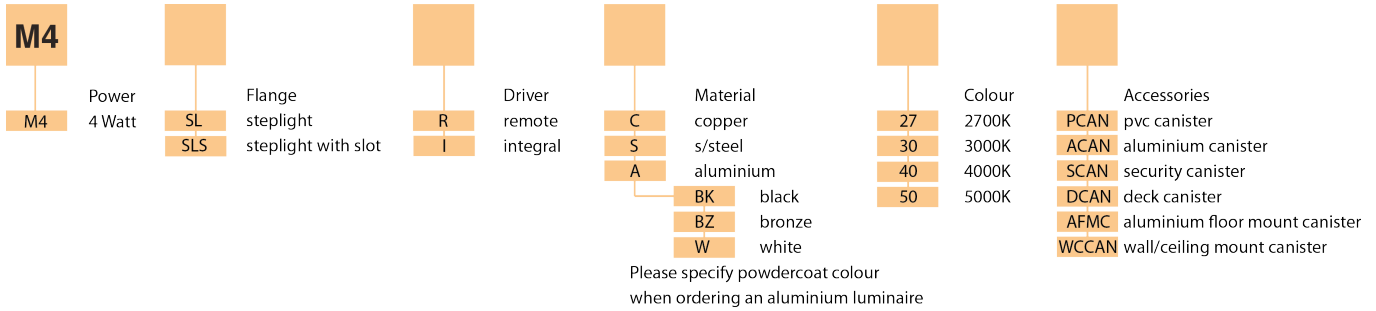 M4
Power Flange Driver Material Colour Accessories
M4 4 Watt SL steplight R remote C copper 27 2700K PCAN pvc canister
SLS steplight with slot I integral S s/steel 30 3000K ACAN aluminium canister
A aluminium 40 4000K SCAN security canister
BK black 50 5000K DCAN deck canister
BZ bronze AFMC aluminium floor mount canister
W white WCCAN wall/ceiling mount canister
Please specify powdercoat colour
when ordering an aluminium luminaire